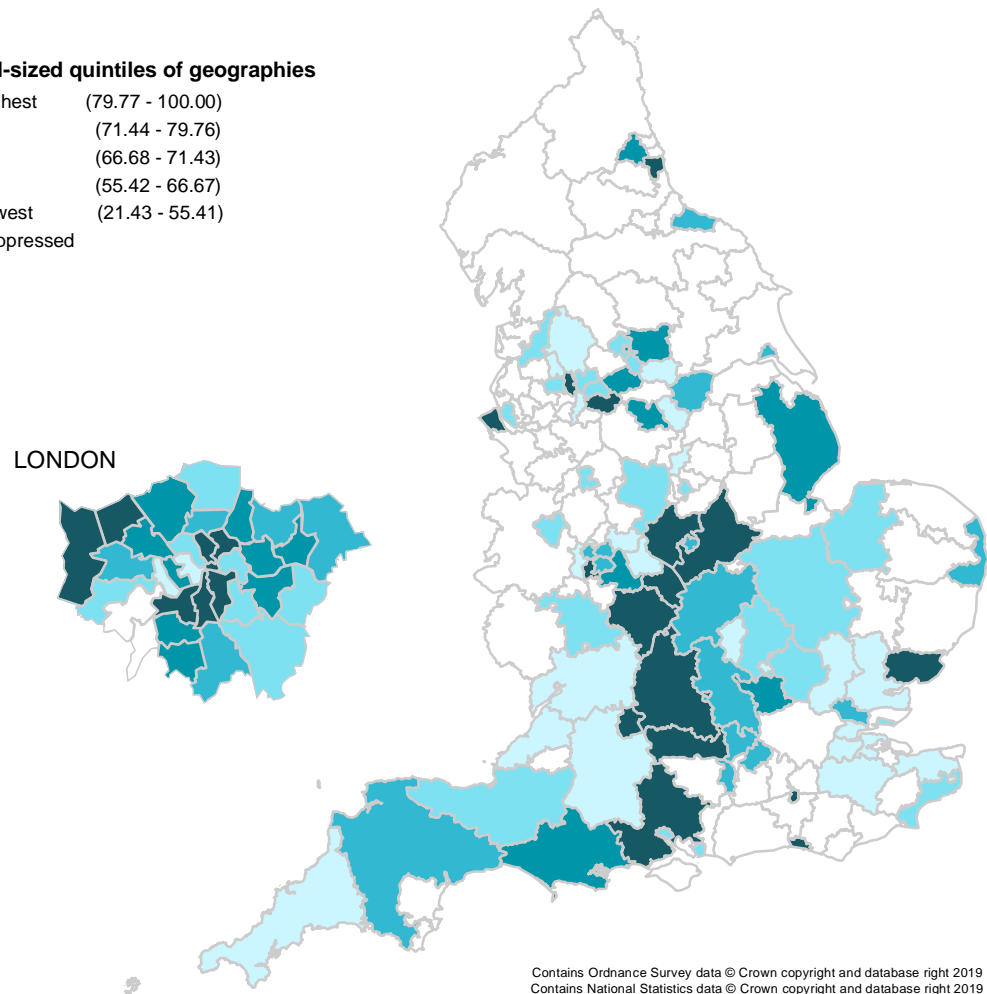 l-sized quintiles of geographies
hest (79.77 - 100.00)
(71.44 - 79.76)
(66.68 - 71.43)
(55.42 - 66.67)
west (21.43 - 55.41)
ppressed
LONDON
Contains Ordnance Survey data © Crown copyright and database right 2019
Contains National Statistics data © Crown copyright and database right 2019